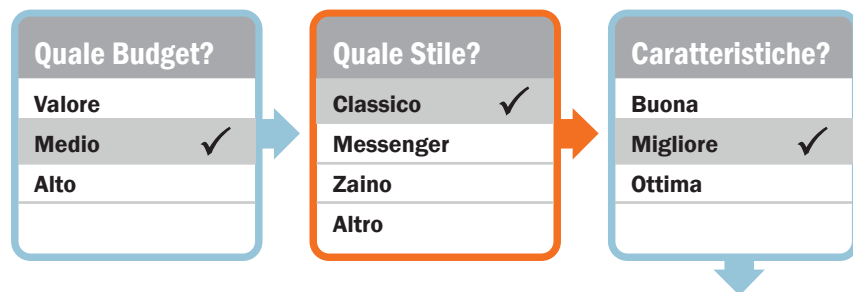 Quale Budget?
Valore
Medio ✓
Alto
Quale Stile?
Classico ✓
Messenger
Zaino
Altro
Caratteristiche?
Buona
Migliore ✓
Ottima